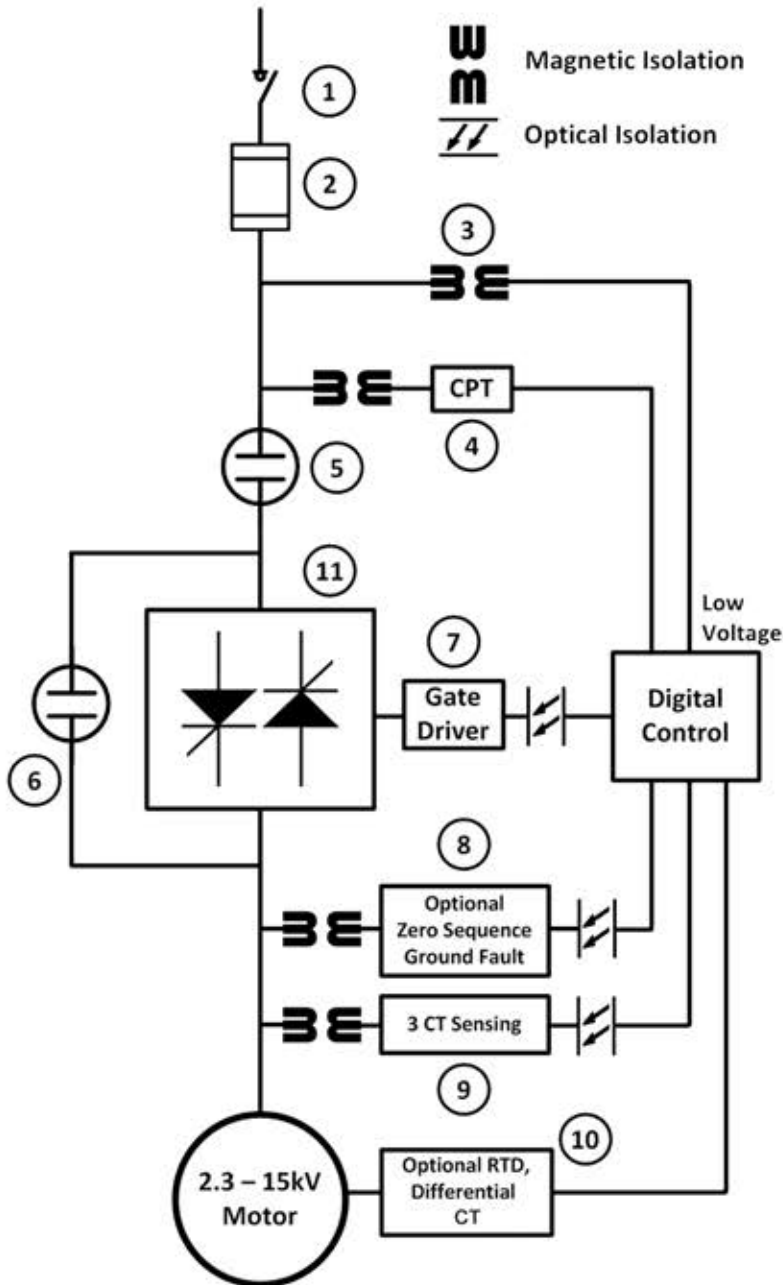 1
Magnetic Isolation
Optical Isolation
2
3
CPT
4
5
11
Low
Voltage
7
Gate
Driver
Digital
Control
6
8
Optional
Zero Sequence
Ground Fault
3 CT Sensing
9
10
2.3 – 15kV
Motor
Optional RTD,
Differential
CT